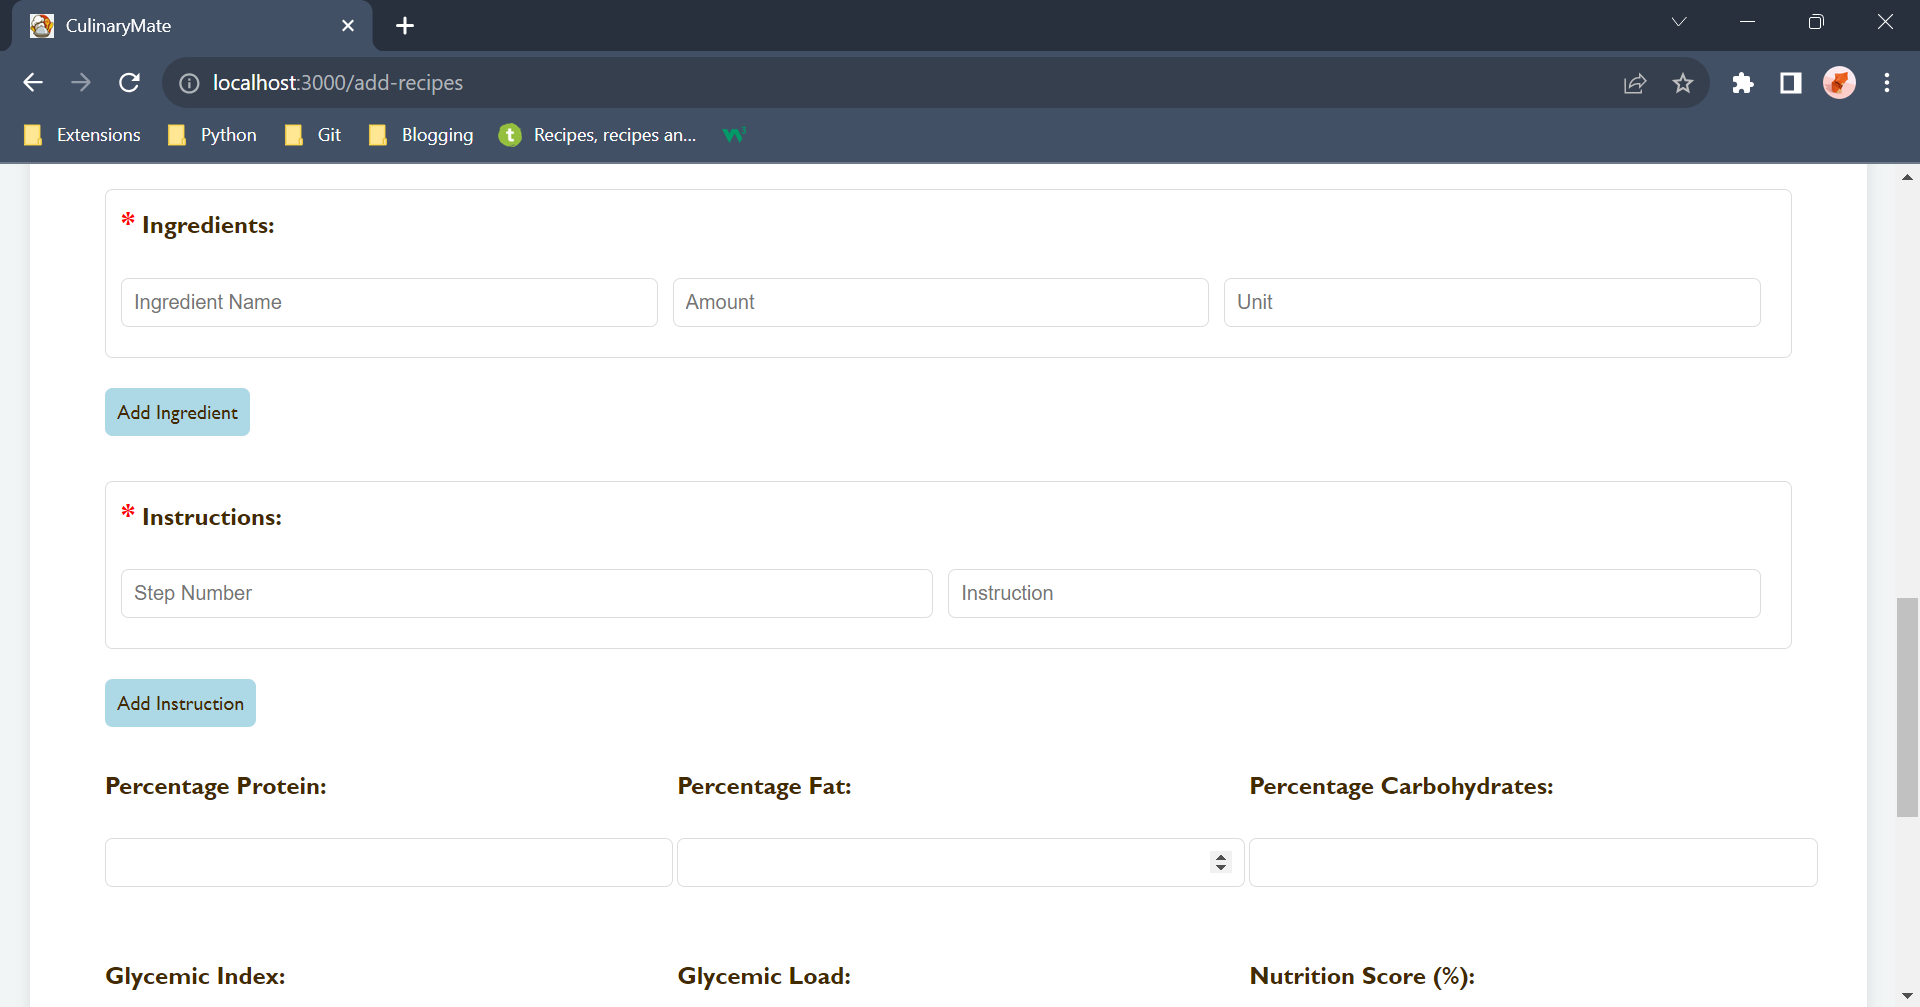 CulinaryMate
localhost:3000/add-recipes
Extensions Python Git Blogging t Recipes, recipes an... w3
* Ingredients:
Ingredient Name Amount Unit
Add Ingredient
* Instructions:
Step Number Instruction
Add Instruction
Percentage Protein: Percentage Fat: Percentage Carbohydrates:
Glycemic Index: Glycemic Load: Nutrition Score (%):